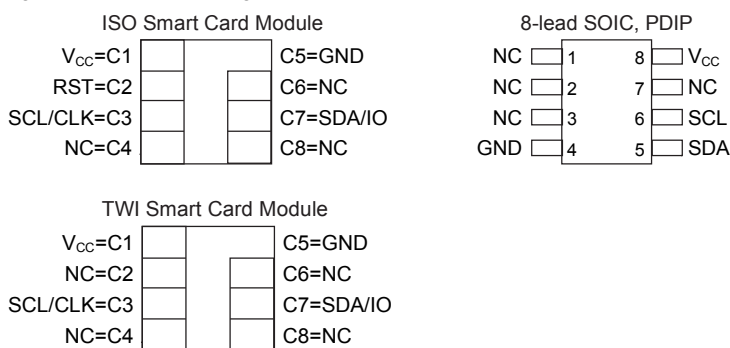 ISO Smart Card Module
V_CC=C1 C5=GND
RST=C2 C6=NC
SCL/CLK=C3 C7=SDA/IO
NC=C4 C8=NC
8-lead SOIC, PDIP
NC 1 8 V_CC
NC 2 7 NC
NC 3 6 SCL
GND 4 5 SDA
TWI Smart Card Module
V_CC=C1 C5=GND
NC=C2 C6=NC
SCL/CLK=C3 C7=SDA/IO
NC=C4 C8=NC